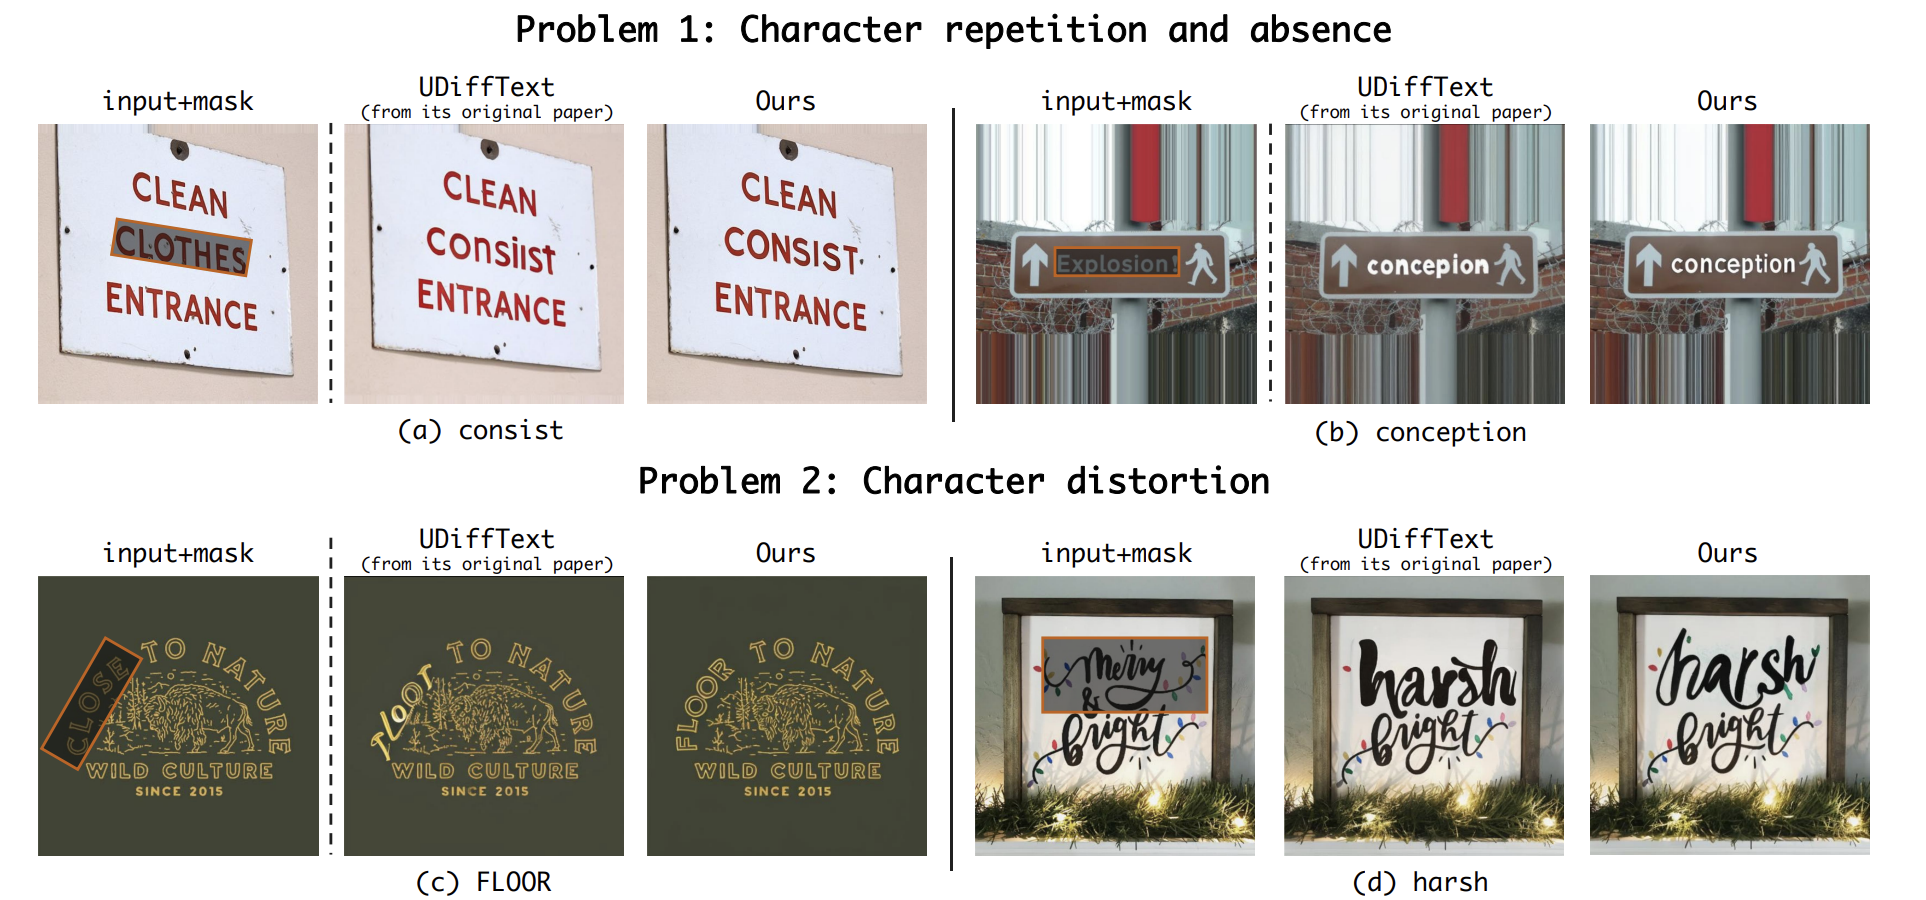 Problem 1: Character repetition and absence
input+mask
UDiffText
(from its original paper)
Ours
CLEAN
CLOTHES
ENTRANCE
CLEAN
Consiist
ENTRANCE
CLEAN
CONSIST
ENTRANCE
(a) consist
input+mask
UDiffText
(from its original paper)
Ours
Explosion!
concepion
conception
(b) conception
Problem 2: Character distortion
input+mask
UDiffText
(from its original paper)
Ours
CLOSE TO NATURE
WILD CULTURE
SINCE 2015
FLOOT TO NATURE
WILD CULTURE
SINCE 2015
FLOOR TO NATURE
WILD CULTURE
SINCE 2015
(c) FLOOR
input+mask
UDiffText
(from its original paper)
Ours
Merry
&
bright
harsh
bright
harsh
bright
(d) harsh